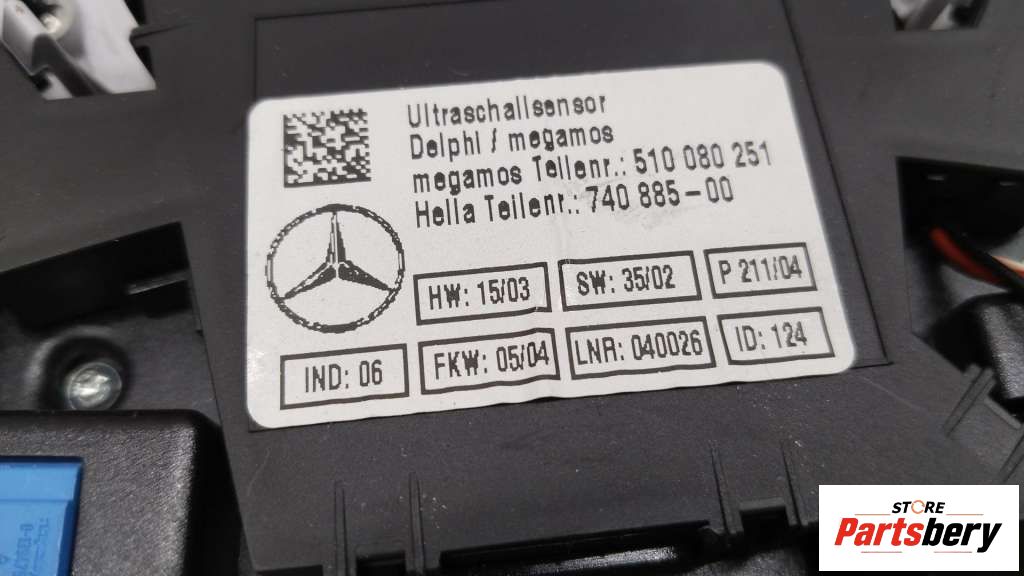 Ultraschallsensor
Delphi / megamos
megamos Teilenr.: 510 080 251
Hella Teilenr.: 740 885-00
HW: 15/03
SW: 35/02
P 211/04
IND: 06
FKW: 05/04
LNR: 040026
ID: 124
STORE
Partsbery